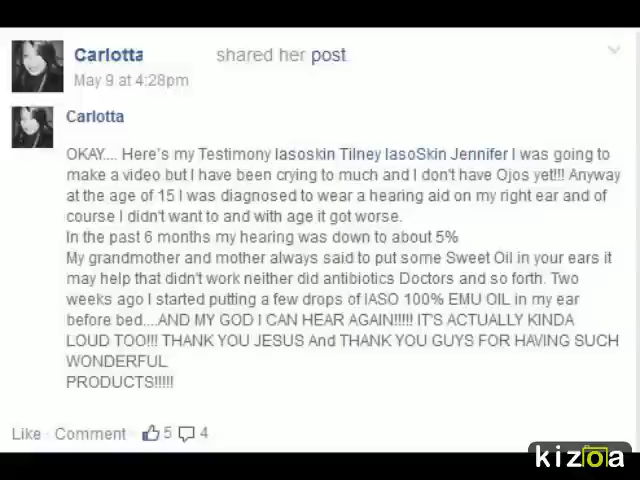 Carlotta shared her post
May 9 at 4:28pm
Carlotta
OKAY.... Here's my Testimony Iasoskin Tilney IasoSkin Jennifer I was going to
make a video but I have been crying to much and I don't have Ojos yet!!! Anyway
at the age of 15 I was diagnosed to wear a hearing aid on my right ear and of
course I didn't want to and with age it got worse.
In the past 6 months my hearing was down to about 5%
My grandmother and mother always said to put some Sweet Oil in your ears it
may help that didn't work neither did antibiotics Doctors and so forth. Two
weeks ago I started putting a few drops of IASO 100% EMU OIL in my ear
before bed....AND MY GOD I CAN HEAR AGAIN!!!!! IT'S ACTUALLY KINDA
LOUD TOO!!! THANK YOU JESUS And THANK YOU GUYS FOR HAVING SUCH
WONDERFUL
PRODUCTS!!!!!
Like · Comment 5 4
kizoa